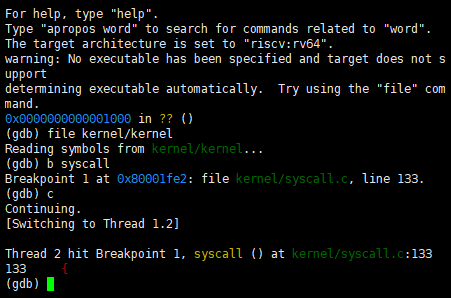 For help, type "help".
Type "apropos word" to search for commands related to "word".
The target architecture is set to "riscv:rv64".
warning: No executable has been specified and target does not s
upport
determining executable automatically.  Try using the "file" com
mand.
0x0000000000001000 in ?? ()
(gdb) file kernel/kernel
Reading symbols from kernel/kernel...
(gdb) b syscall
Breakpoint 1 at 0x80001fe2: file kernel/syscall.c, line 133.
(gdb) c
Continuing.
[Switching to Thread 1.2]

Thread 2 hit Breakpoint 1, syscall () at kernel/syscall.c:133
133     {
(gdb)